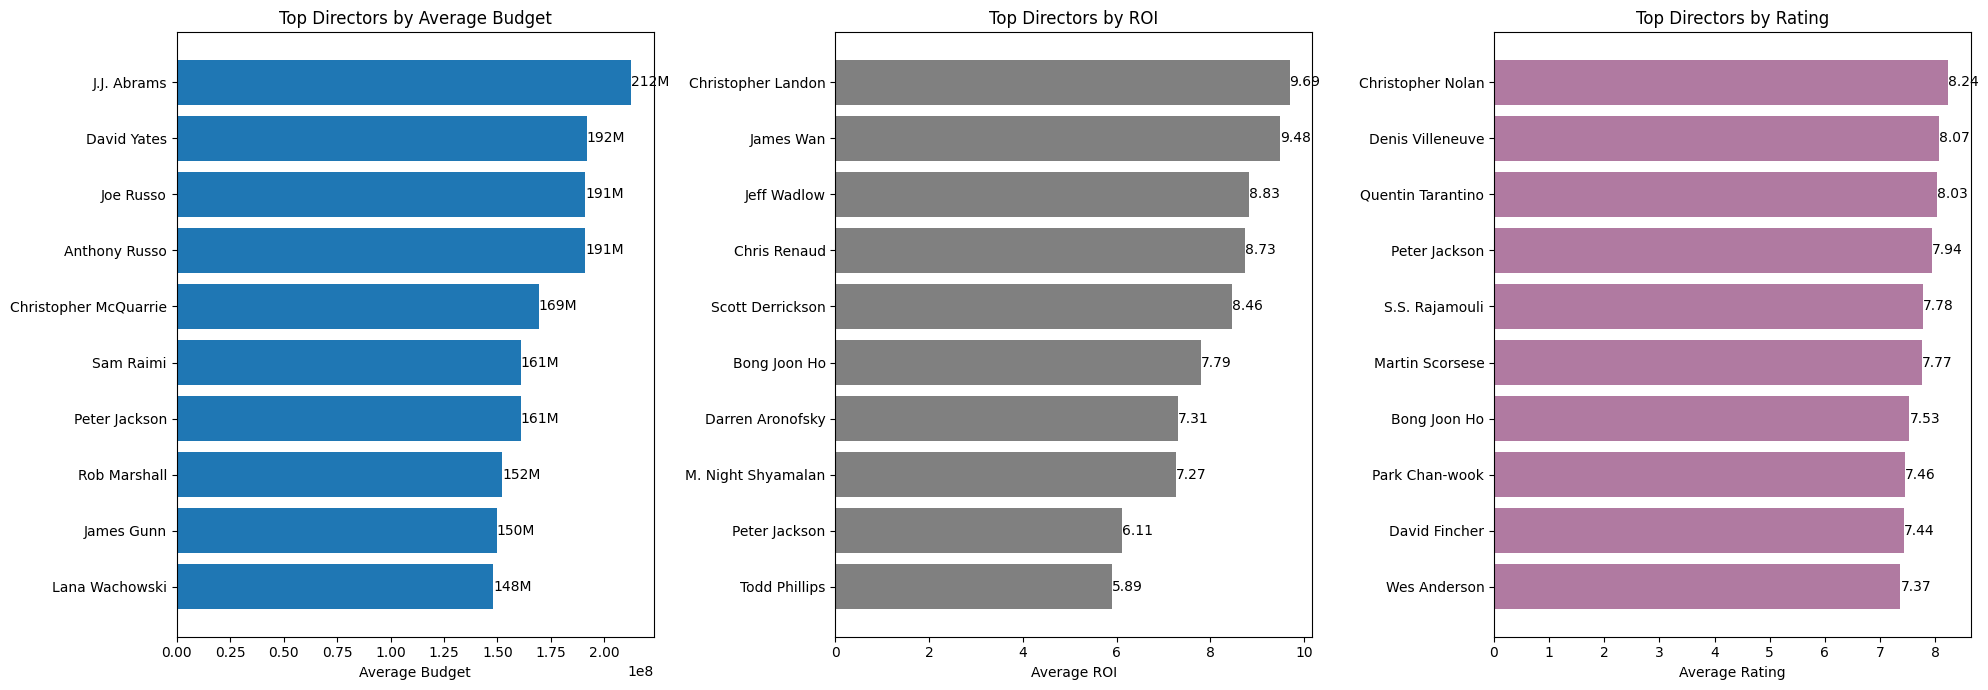 Top Directors by Average Budget
J.J. Abrams 212M
David Yates 192M
Joe Russo 191M
Anthony Russo 191M
Christopher McQuarrie 169M
Sam Raimi 161M
Peter Jackson 161M
Rob Marshall 152M
James Gunn 150M
Lana Wachowski 148M
0.00 0.25 0.50 0.75 1.00 1.25 1.50 1.75 2.00
1e8
Average Budget
Top Directors by ROI
Christopher Landon 9.69
James Wan 9.48
Jeff Wadlow 8.83
Chris Renaud 8.73
Scott Derrickson 8.46
Bong Joon Ho 7.79
Darren Aronofsky 7.31
M. Night Shyamalan 7.27
Peter Jackson 6.11
Todd Phillips 5.89
0 2 4 6 8 10
Average ROI
Top Directors by Rating
Christopher Nolan 8.24
Denis Villeneuve 8.07
Quentin Tarantino 8.03
Peter Jackson 7.94
S.S. Rajamouli 7.78
Martin Scorsese 7.77
Bong Joon Ho 7.53
Park Chan-wook 7.46
David Fincher 7.44
Wes Anderson 7.37
0 1 2 3 4 5 6 7 8
Average Rating